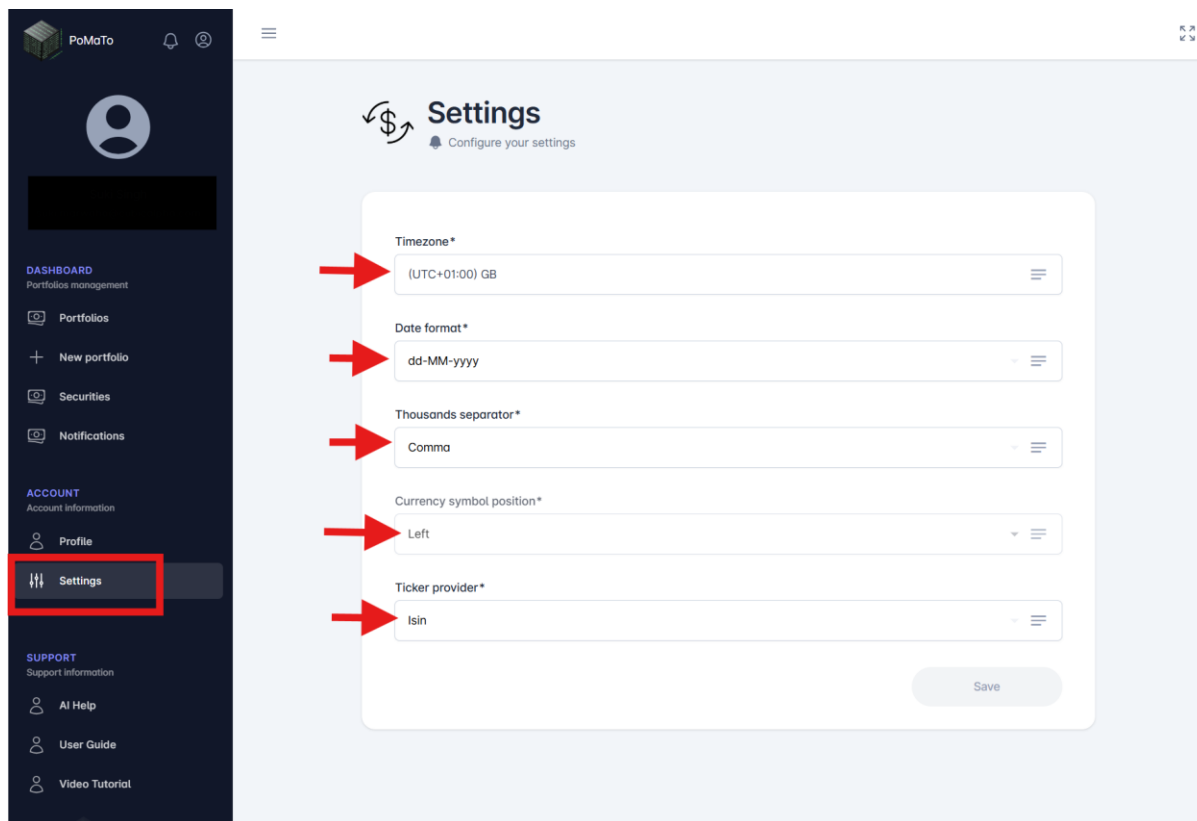 PoMaTo
DASHBOARD
Portfolios management
Portfolios
New portfolio
Securities
Notifications
ACCOUNT
Account information
Profile
Settings
SUPPORT
Support information
AI Help
User Guide
Video Tutorial
Settings
Configure your settings
Timezone*
(UTC+01:00) GB
Date format*
dd-MM-yyyy
Thousands separator*
Comma
Currency symbol position*
Left
Ticker provider*
Isin
Save